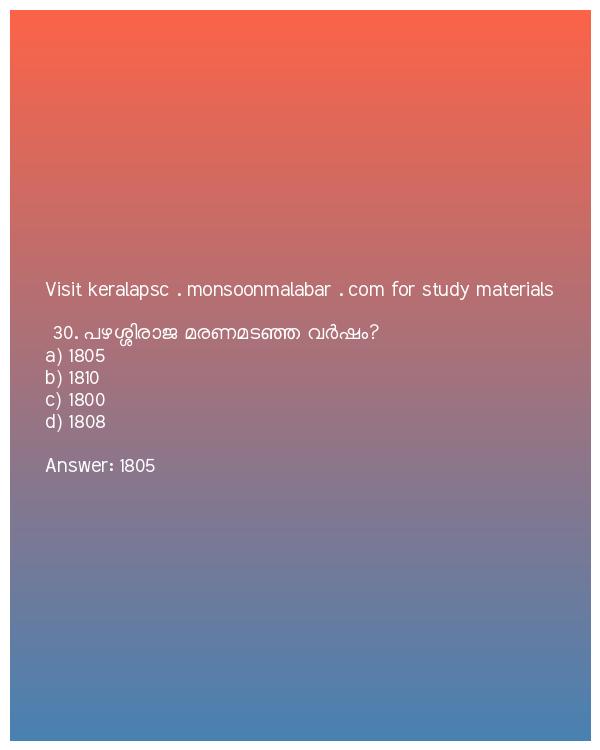 Visit keralapsc . monsoonmalabar . com for study materials
30. പഴശ്ശിരാജ മരണമടഞ്ഞ വർഷം?
a) 1805
b) 1810
c) 1800
d) 1808
Answer: 1805